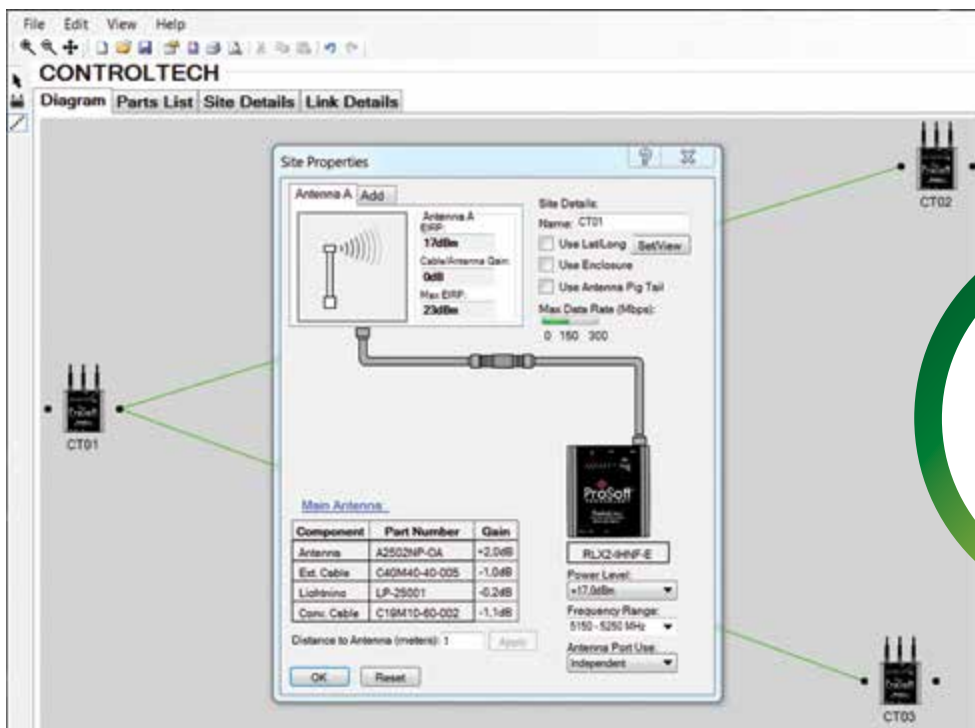 File Edit View Help
CONTROLTECH
Diagram Parts List Site Details Link Details
CT02
CT01
CT03
Site Properties
Antenna A Add
Antenna A
EIRP:
17dBm
Cable/Antenna Gain:
0dB
Max EIRP:
23dBm
Site Details:
Name: CT01
Use Lat/Long Set/View
Use Enclosure
Use Antenna Pig Tail
Max Data Rate (Mbps):
0 150 300
ProSoft
RLX2-IHNF-E
Main Antenna
Component Part Number Gain
Antenna A2502NP-OA +2,0dB
Ext. Cable C40M40-40-005 -1,0dB
Lightning LP-25001 -0,2dB
Conv. Cable C19M10-60-002 -1,1dB
Distance to Antenna (meters): 1 Apply
OK Reset
Power Level:
+17,0dBm
Frequency Range:
5150 - 5250 MHz
Antenna Port Use:
Independent